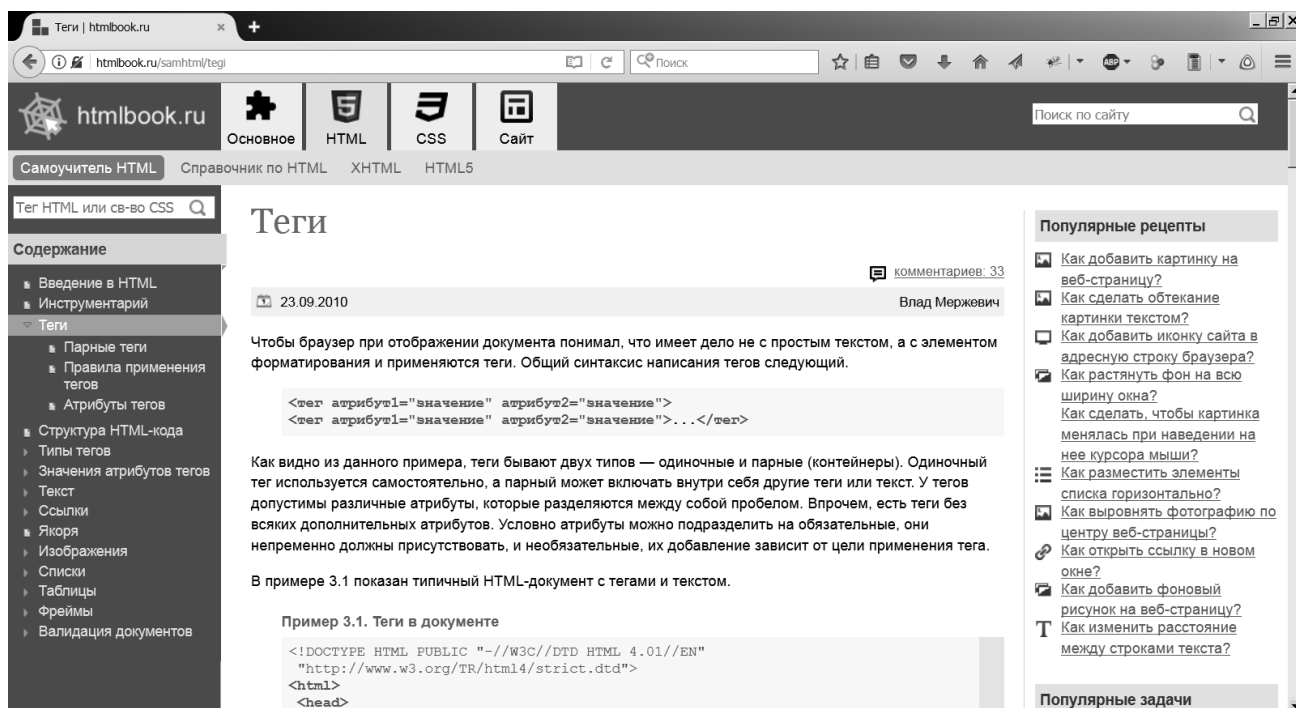 Теги | htmlbook.ru
htmlbook.ru/samhtml/tegi
Поиск
ABP
htmlbook.ru
Основное
HTML
CSS
Сайт
Поиск по сайту
Самоучитель HTML
Справочник по HTML
XHTML
HTML5
Тег HTML или св-во CSS
Содержание
Введение в HTML
Инструментарий
Теги
Парные теги
Правила применения
тегов
Атрибуты тегов
Структура HTML-кода
Типы тегов
Значения атрибутов тегов
Текст
Ссылки
Якоря
Изображения
Списки
Таблицы
Фреймы
Валидация документов
Теги
комментариев: 33
23.09.2010
Влад Мержевич
Чтобы браузер при отображении документа понимал, что имеет дело не с простым текстом, а с элементом
форматирования и применяются теги. Общий синтаксис написания тегов следующий.
<тег атрибут1="значение" атрибут2="значение">
<тег атрибут1="значение" атрибут2="значение">...</тег>
Как видно из данного примера, теги бывают двух типов — одиночные и парные (контейнеры). Одиночный
тег используется самостоятельно, а парный может включать внутри себя другие теги или текст. У тегов
допустимы различные атрибуты, которые разделяются между собой пробелом. Впрочем, есть теги без
всяких дополнительных атрибутов. Условно атрибуты можно подразделить на обязательные, они
непременно должны присутствовать, и необязательные, их добавление зависит от цели применения тега.
В примере 3.1 показан типичный HTML-документ с тегами и текстом.
Пример 3.1. Теги в документе
<!DOCTYPE HTML PUBLIC "-//W3C//DTD HTML 4.01//EN"
"http://www.w3.org/TR/html4/strict.dtd">
<html>
<head>
Популярные рецепты
Как добавить картинку на
веб-страницу?
Как сделать обтекание
картинки текстом?
Как добавить иконку сайта в
адресную строку браузера?
Как растянуть фон на всю
ширину окна?
Как сделать, чтобы картинка
менялась при наведении на
нее курсора мыши?
Как разместить элементы
списка горизонтально?
Как выровнять фотографию по
центру веб-страницы?
Как открыть ссылку в новом
окне?
Как добавить фоновый
рисунок на веб-страницу?
Как изменить расстояние
между строками текста?
Популярные задачи